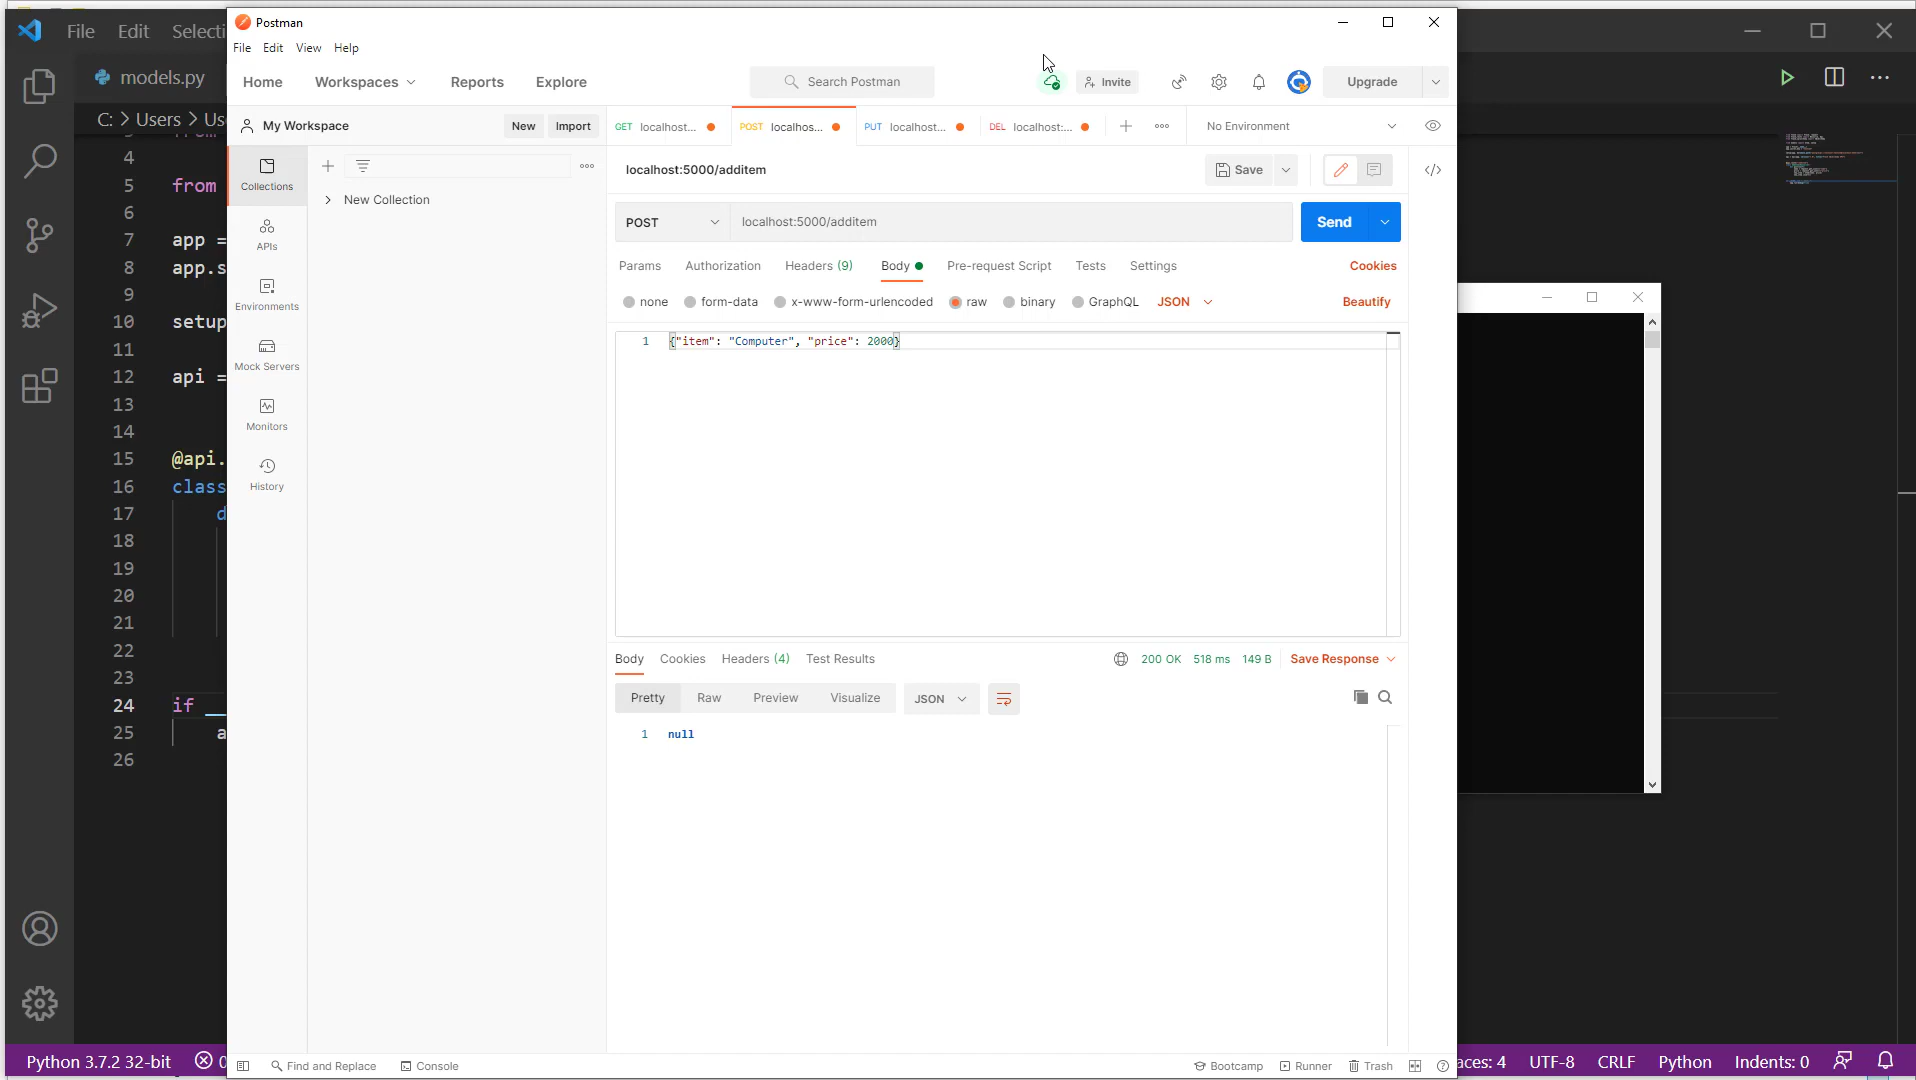 File Edit Selecti
models.py
C: > Users > Use
4
5 from
6
7 app =
8 app.s
9
10 setup
11
12 api =
13
14
15 @api.
16 class
17 d
18
19
20
21
22
23
24 if __
25 a
26
Python 3.7.2 32-bit 0
Postman
File Edit View Help
Home Workspaces Reports Explore
Search Postman
Invite
Upgrade
My Workspace
New Import
GET localhost...
POST localhos...
PUT localhost...
DEL localhost:...
No Environment
Collections
APIs
Environments
Mock Servers
Monitors
History
New Collection
localhost:5000/additem
Save
POST localhost:5000/additem
Send
Params Authorization Headers (9) Body Pre-request Script Tests Settings Cookies
none form-data x-www-form-urlencoded raw binary GraphQL JSON Beautify
1 {"item": "Computer", "price": 2000}
Body Cookies Headers (4) Test Results 200 OK 518 ms 149 B Save Response
Pretty Raw Preview Visualize JSON
1 null
Find and Replace Console
Bootcamp Runner Trash
aces: 4 UTF-8 CRLF Python Indents: 0